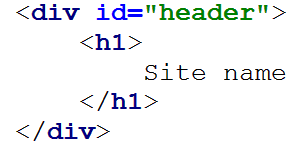 <div id="header">
    <h1>
        Site name
    </h1>
</div>